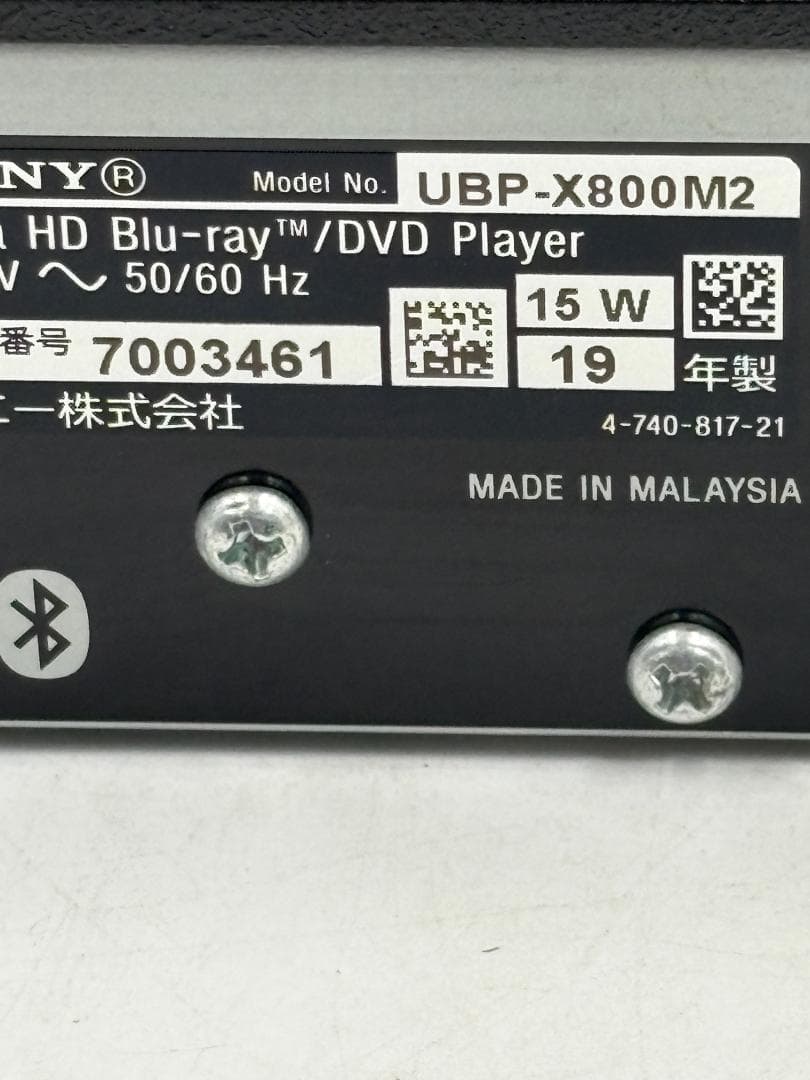 NY® Model No. UBP-X800M2
a HD Blu-ray™/DVD Player
V 〜 50/60 Hz
15 W
番号 7003461
19 年製
エー株式会社
4-740-817-21
MADE IN MALAYSIA